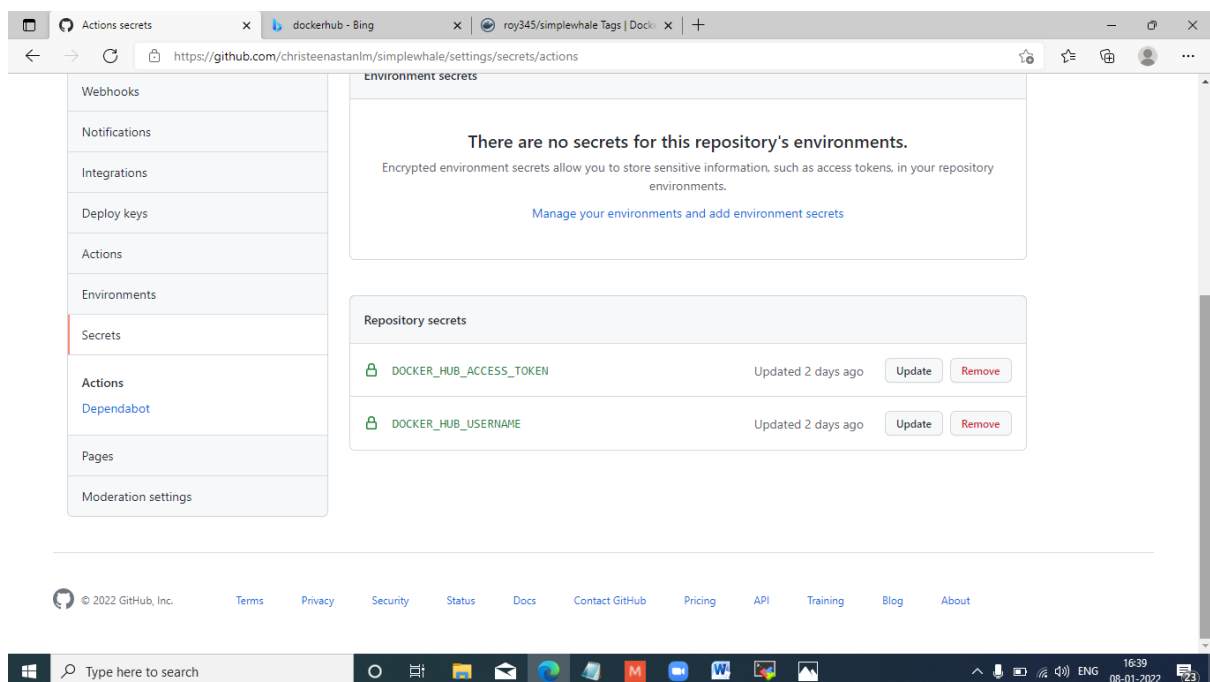 Actions secrets
dockerhub - Bing
roy345/simplewhale Tags | Docke
https://github.com/christeenastanlm/simplewhale/settings/secrets/actions
Webhooks
Notifications
Integrations
Deploy keys
Actions
Environments
Secrets
Actions
Dependabot
Pages
Moderation settings
Environment secrets
There are no secrets for this repository's environments.
Encrypted environment secrets allow you to store sensitive information, such as access tokens, in your repository
environments.
Manage your environments and add environment secrets
Repository secrets
DOCKER_HUB_ACCESS_TOKEN Updated 2 days ago Update Remove
DOCKER_HUB_USERNAME Updated 2 days ago Update Remove
© 2022 GitHub, Inc. Terms Privacy Security Status Docs Contact GitHub Pricing API Training Blog About
Type here to search
M
W
ENG
16:39
08-01-2022
23